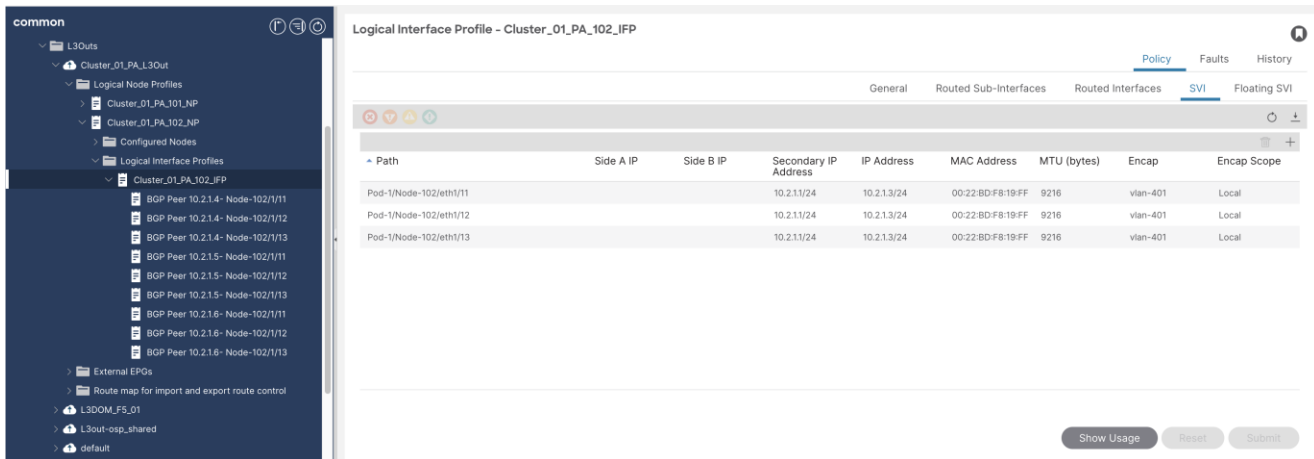 common
L3Outs
Cluster_01_PA_L3Out
Logical Node Profiles
Cluster_01_PA_101_NP
Cluster_01_PA_102_NP
Configured Nodes
Logical Interface Profiles
Cluster_01_PA_102_IFP
BGP Peer 10.2.1.4- Node-102/1/11
BGP Peer 10.2.1.4- Node-102/1/12
BGP Peer 10.2.1.4- Node-102/1/13
BGP Peer 10.2.1.5- Node-102/1/11
BGP Peer 10.2.1.5- Node-102/1/12
BGP Peer 10.2.1.5- Node-102/1/13
BGP Peer 10.2.1.6- Node-102/1/11
BGP Peer 10.2.1.6- Node-102/1/12
BGP Peer 10.2.1.6- Node-102/1/13
External EPGs
Route map for import and export route control
L3DOM_F5_01
L3out-osp_shared
default
Logical Interface Profile - Cluster_01_PA_102_IFP
Policy Faults History
General Routed Sub-Interfaces Routed Interfaces SVI Floating SVI
Path Side A IP Side B IP Secondary IP Address IP Address MAC Address MTU (bytes) Encap Encap Scope
Pod-1/Node-102/eth1/11 10.2.1.1/24 10.2.1.3/24 00:22:BD:F8:19:FF 9216 vlan-401 Local
Pod-1/Node-102/eth1/12 10.2.1.1/24 10.2.1.3/24 00:22:BD:F8:19:FF 9216 vlan-401 Local
Pod-1/Node-102/eth1/13 10.2.1.1/24 10.2.1.3/24 00:22:BD:F8:19:FF 9216 vlan-401 Local
Show Usage Reset Submit